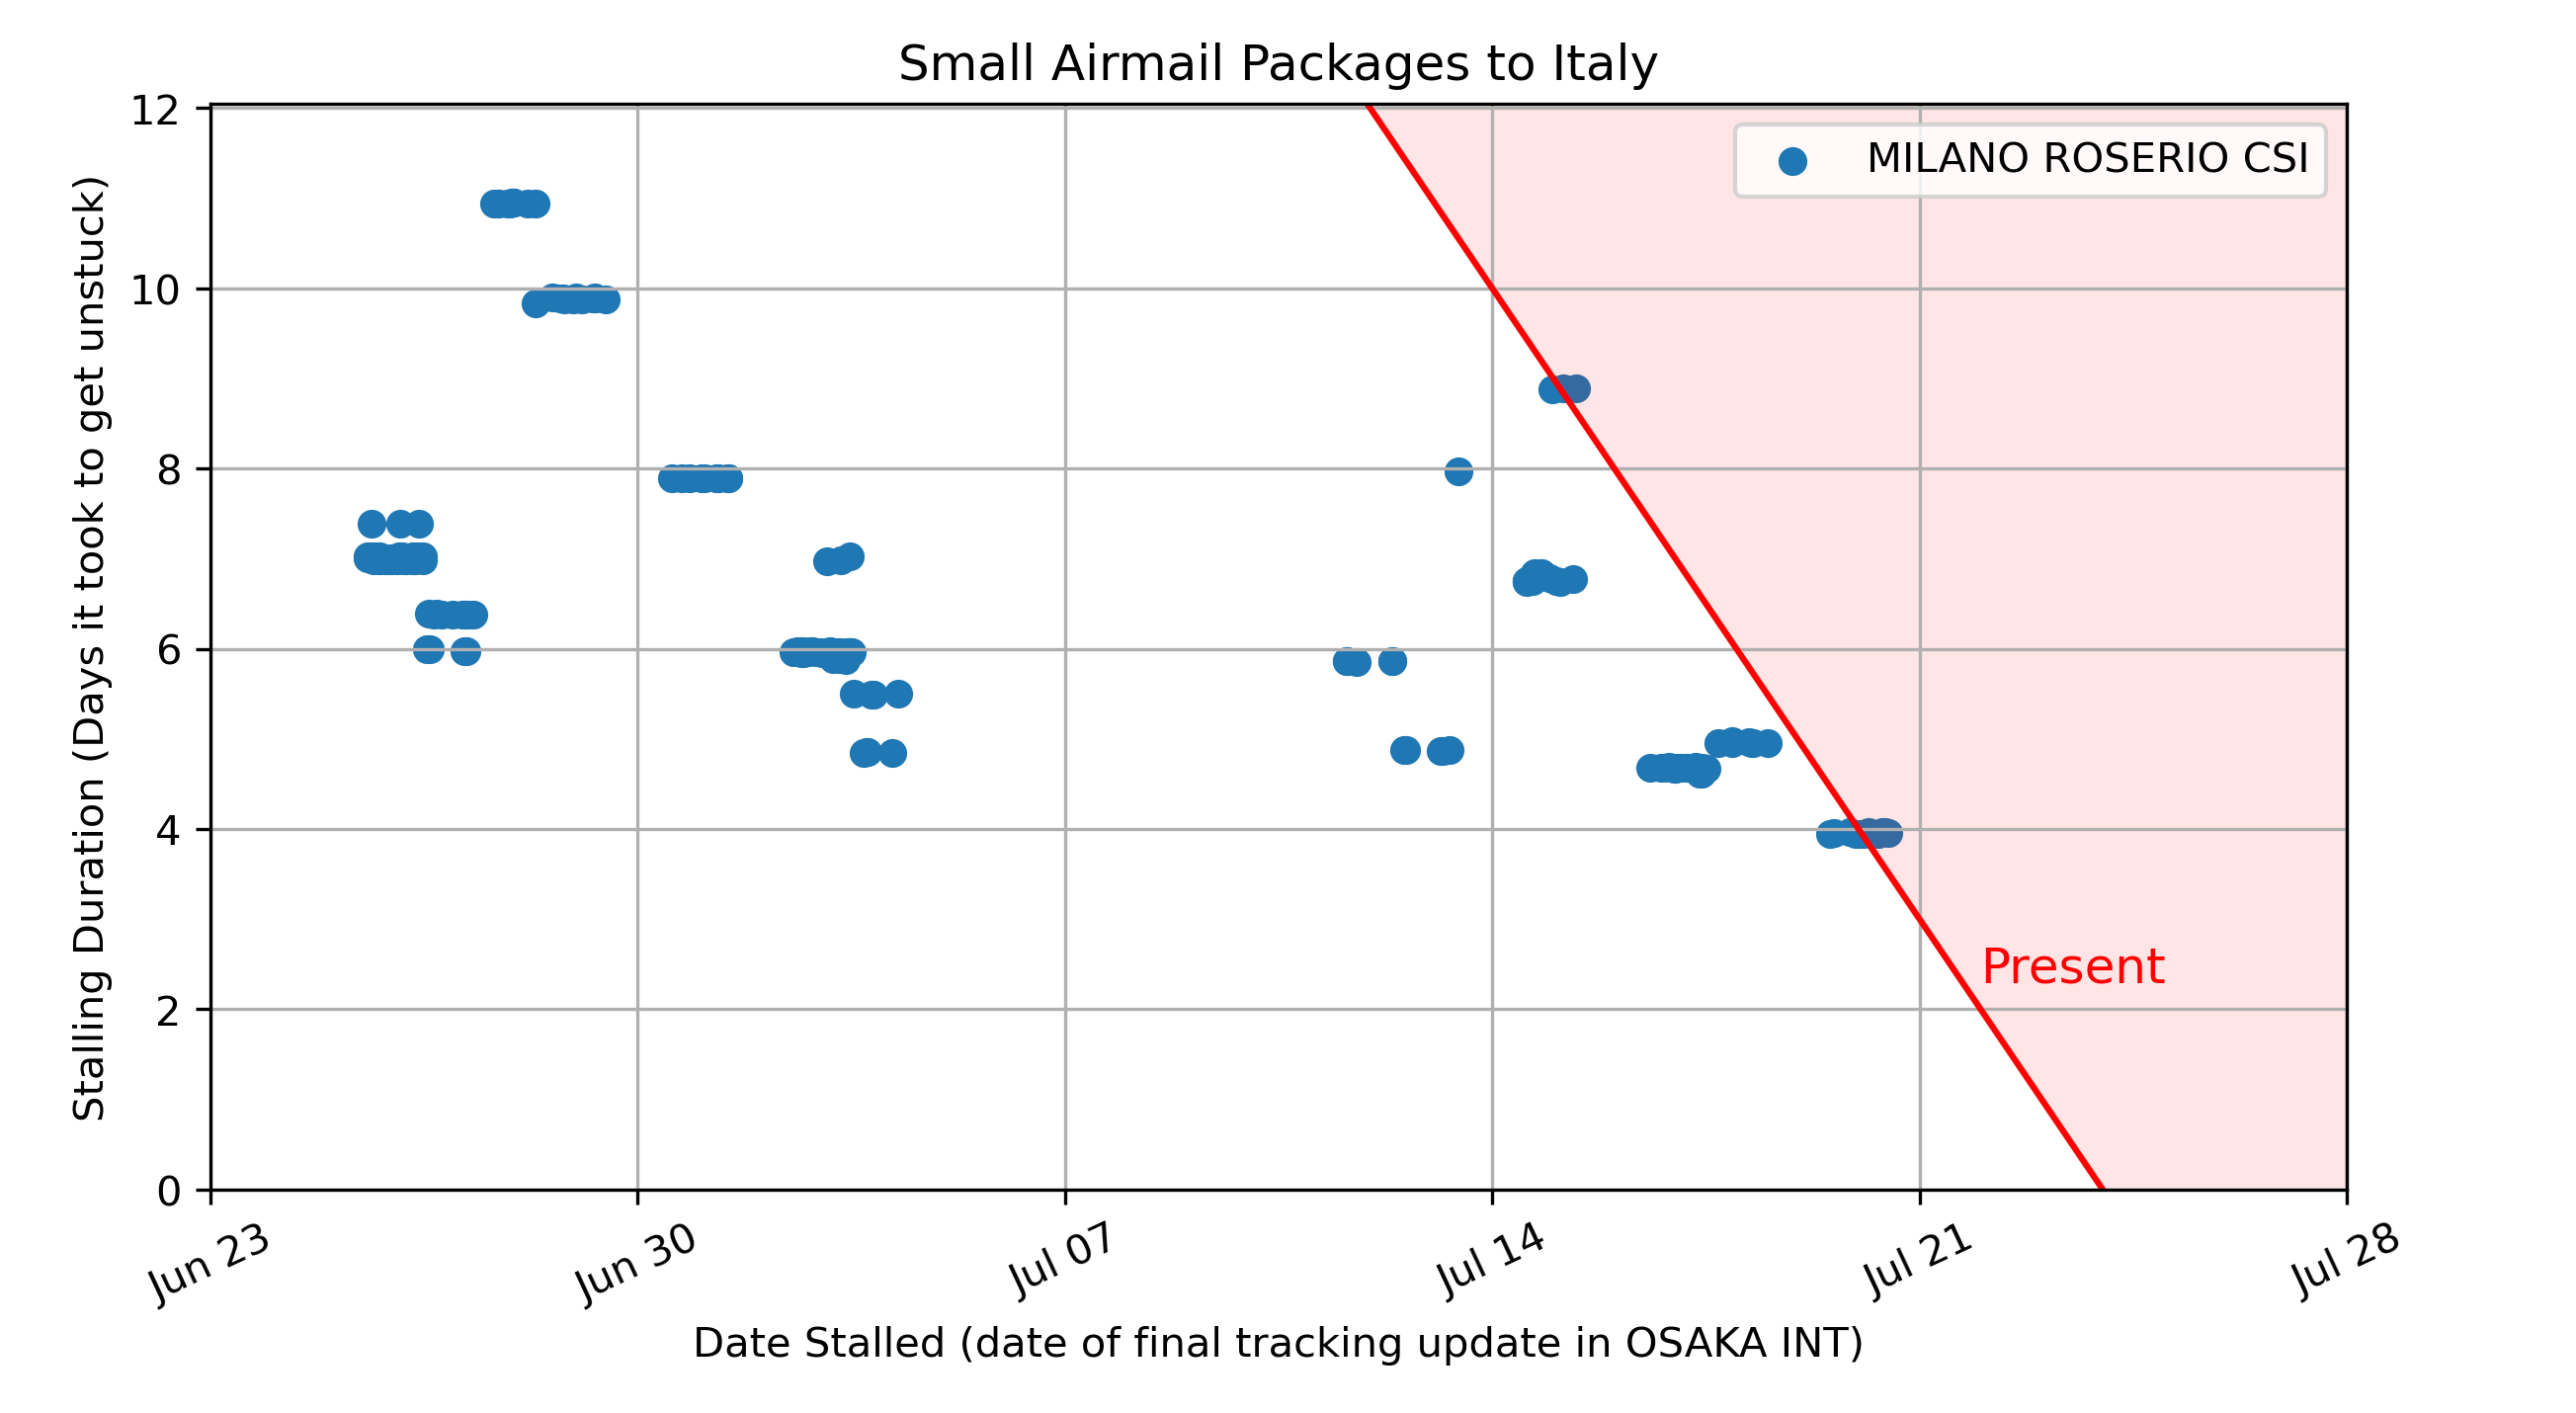 Small Airmail Packages to Italy
Stalling Duration (Days it took to get unstuck)
12
10
8
6
4
2
0
MILANO ROSERIO CSI
Present
Jun 23
Jun 30
Jul 07
Jul 14
Jul 21
Jul 28
Date Stalled (date of final tracking update in OSAKA INT)